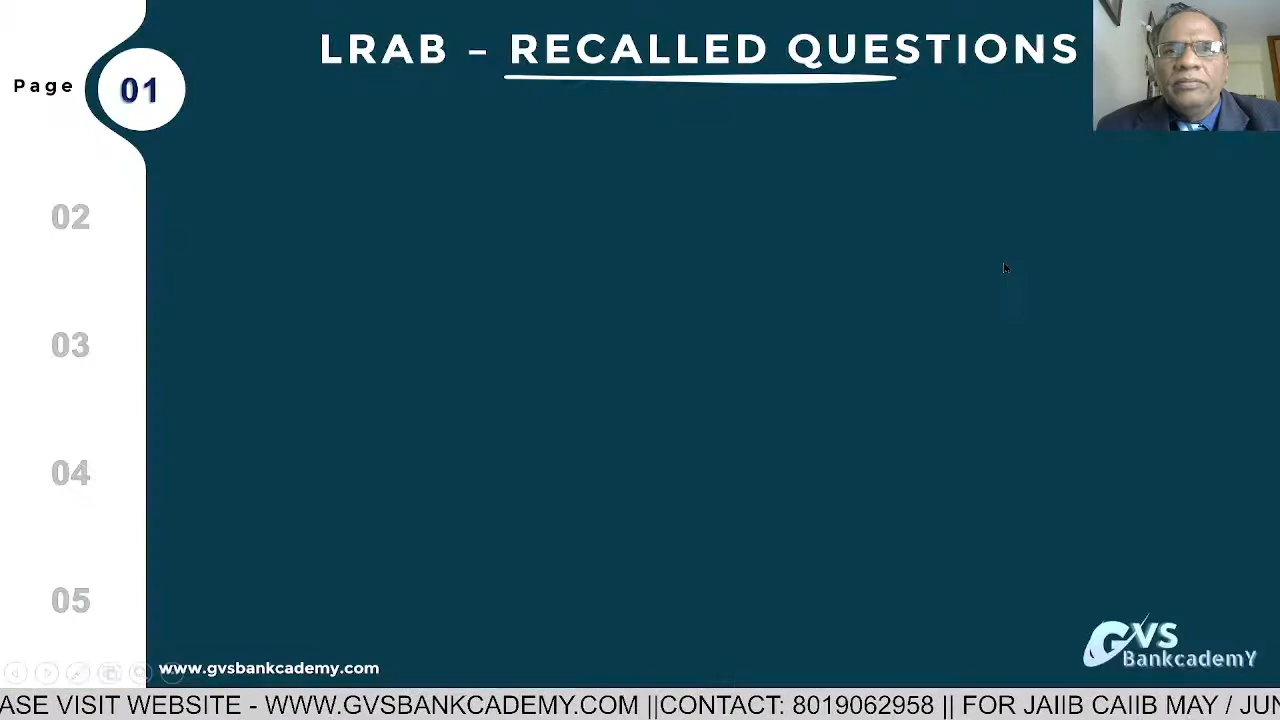 LRAB – RECALLED QUESTIONS
Page 01
02
03
04
05
GVS
BankcademY
www.gvsbankcademy.com
ASE VISIT WEBSITE - WWW.GVSBANKCADEMY.COM ||CONTACT: 8019062958 || FOR JAIIB CAIIB MAY / JUN